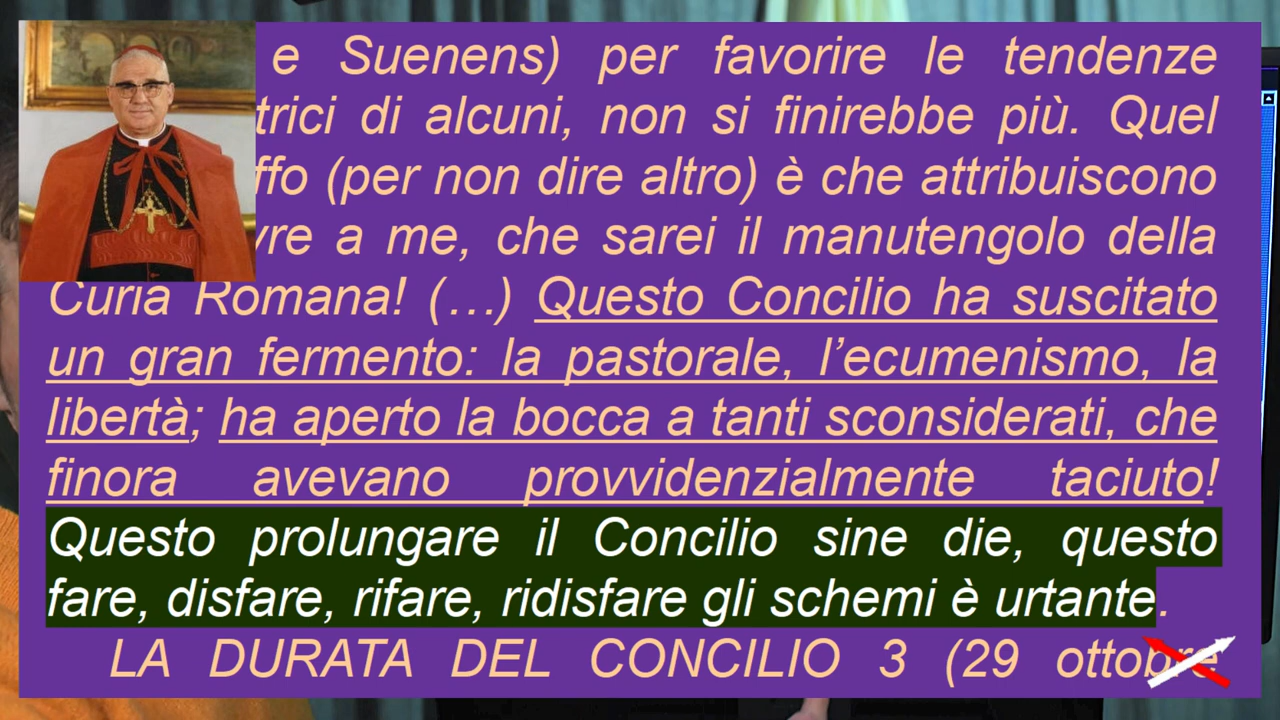 e Suenens) per favorire le tendenze
trici di alcuni, non si finirebbe più. Quel
ffo (per non dire altro) è che attribuiscono
vre a me, che sarei il manutengolo della
Curia Romana! (…) Questo Concilio ha suscitato
un gran fermento: la pastorale, l’ecumenismo, la
libertà; ha aperto la bocca a tanti sconsiderati, che
finora avevano provvidenzialmente taciuto!
Questo prolungare il Concilio sine die, questo
fare, disfare, rifare, ridisfare gli schemi è urtante.
LA DURATA DEL CONCILIO 3 (29 ottobre